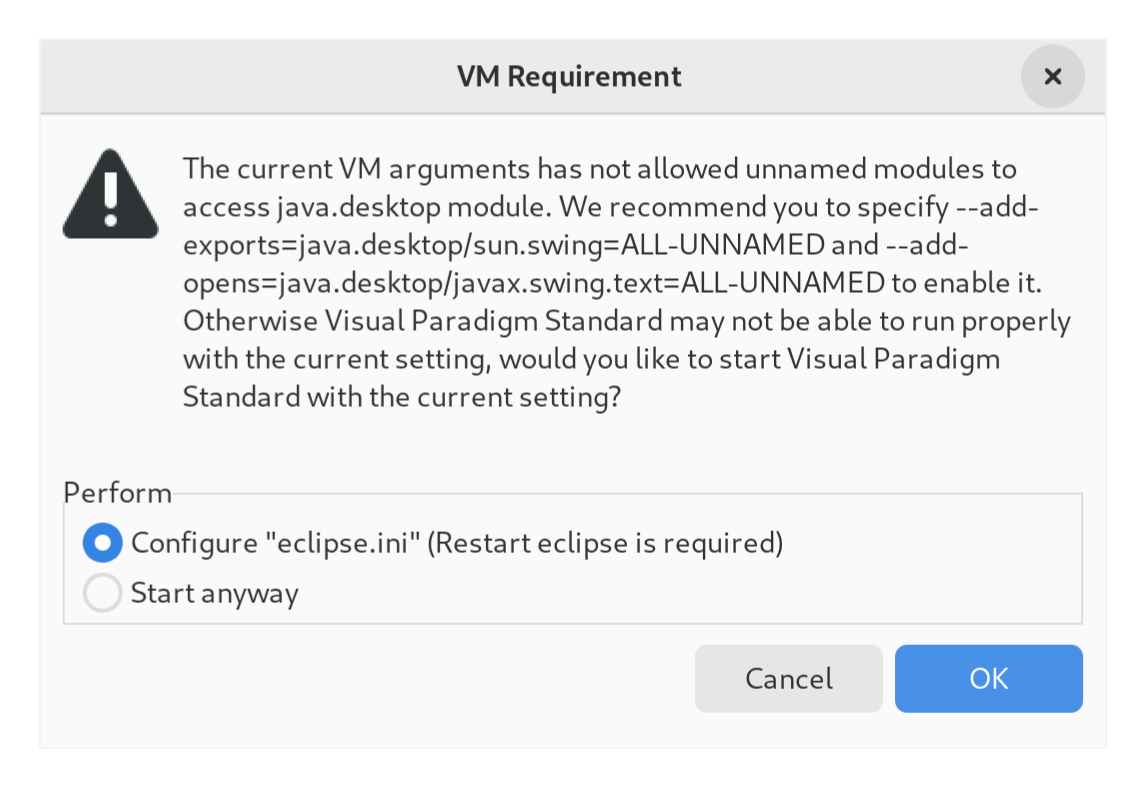 VM Requirement
The current VM arguments has not allowed unnamed modules to
access java.desktop module. We recommend you to specify --add-
exports=java.desktop/sun.swing=ALL-UNNAMED and --add-
opens=java.desktop/javax.swing.text=ALL-UNNAMED to enable it.
Otherwise Visual Paradigm Standard may not be able to run properly
with the current setting, would you like to start Visual Paradigm
Standard with the current setting?
Perform
Configure "eclipse.ini" (Restart eclipse is required)
Start anyway
Cancel
OK